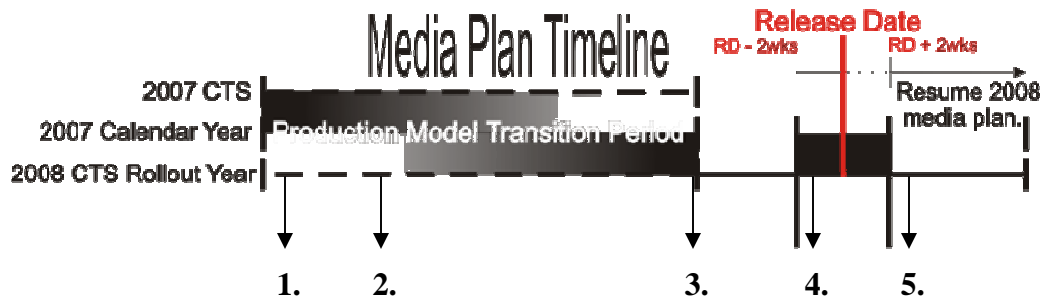 Media Plan Timeline
Release Date
RD - 2wks
RD + 2wks
2007 CTS
Resume 2008
media plan.
2007 Calendar Year
Production Model Transition Period
2008 CTS Rollout Year
1.
2.
3.
4.
5.